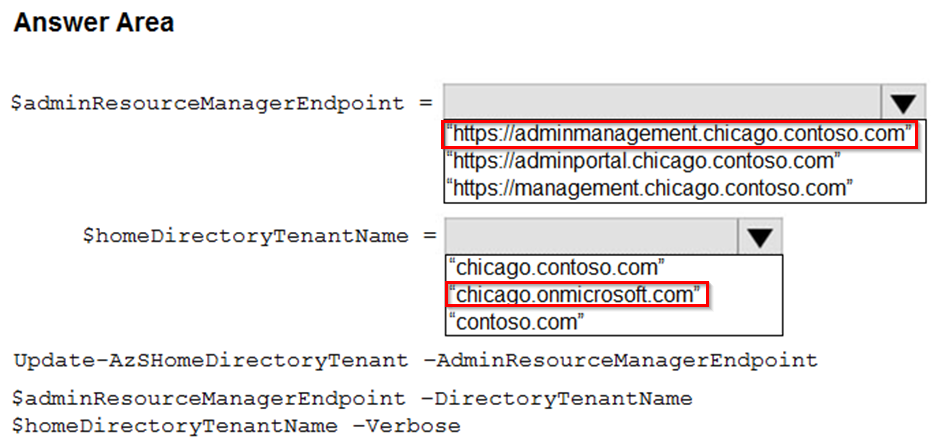 Answer Area
$adminResourceManagerEndpoint =
“https://adminmanagement.chicago.contoso.com”
“https://adminportal.chicago.contoso.com”
“https://management.chicago.contoso.com”
$homeDirectoryTenantName =
“chicago.contoso.com”
“chicago.onmicrosoft.com”
“contoso.com”
Update-AzSHomeDirectoryTenant –AdminResourceManagerEndpoint
$adminResourceManagerEndpoint –DirectoryTenantName
$homeDirectoryTenantName –Verbose